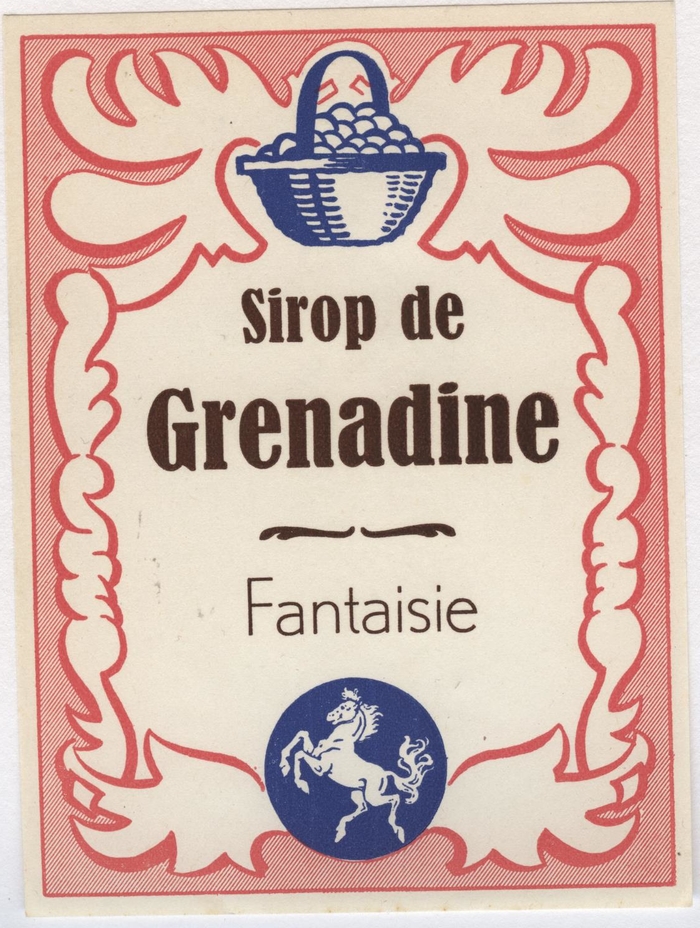 Sirop de
Grenadine
Fantaisie